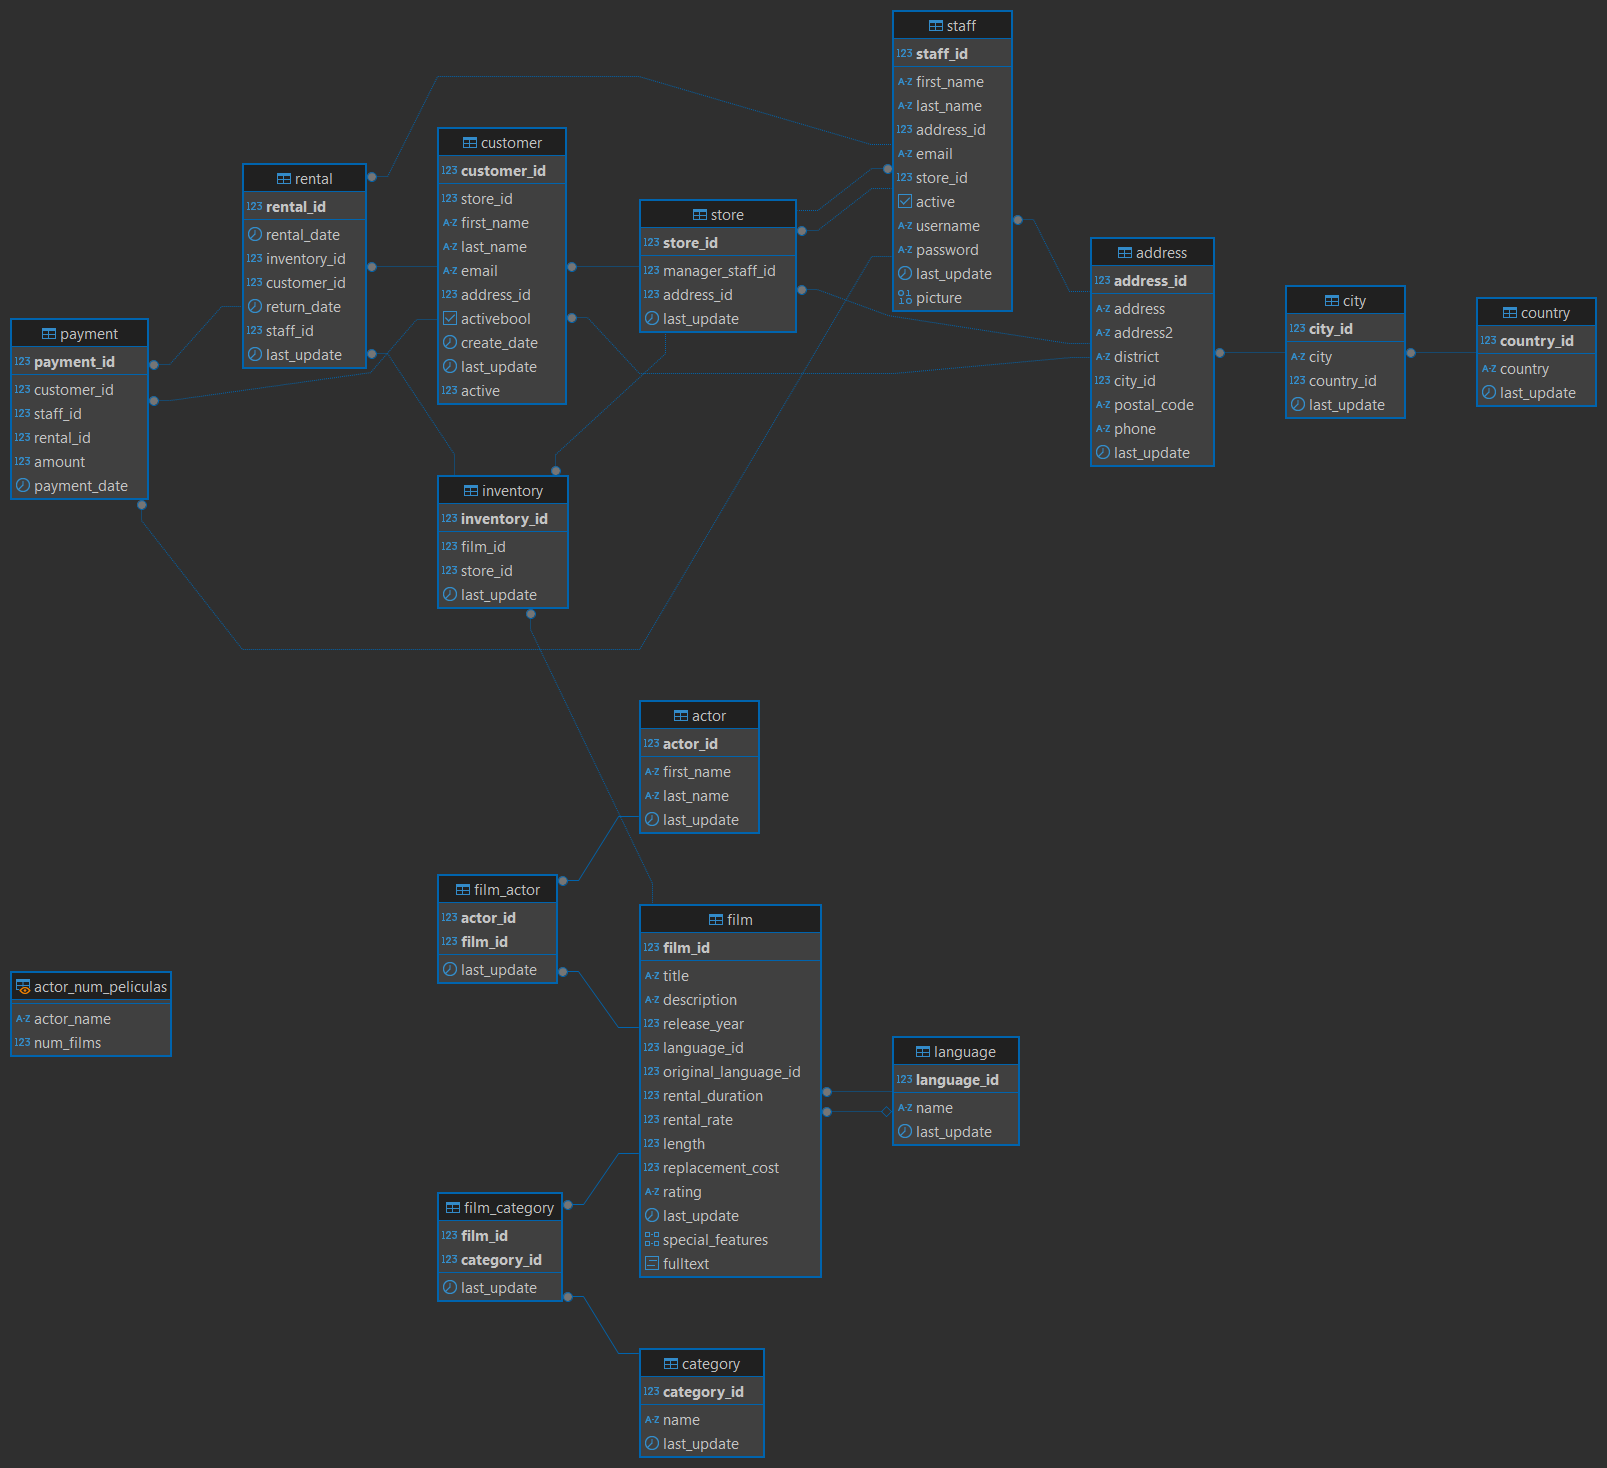 staff
123 staff_id
A-Z first_name
A-Z last_name
123 address_id
A-Z email
123 store_id
active
A-Z username
A-Z password
last_update
picture
customer
123 customer_id
123 store_id
A-Z first_name
A-Z last_name
A-Z email
123 address_id
activebool
create_date
last_update
123 active
rental
123 rental_id
rental_date
123 inventory_id
123 customer_id
return_date
123 staff_id
last_update
store
123 store_id
123 manager_staff_id
123 address_id
last_update
address
123 address_id
A-Z address
A-Z address2
A-Z district
123 city_id
A-Z postal_code
A-Z phone
last_update
city
123 city_id
A-Z city
123 country_id
last_update
country
123 country_id
A-Z country
last_update
payment
123 payment_id
123 customer_id
123 staff_id
123 rental_id
123 amount
payment_date
inventory
123 inventory_id
123 film_id
123 store_id
last_update
actor
123 actor_id
A-Z first_name
A-Z last_name
last_update
film_actor
123 actor_id
123 film_id
last_update
film
123 film_id
A-Z title
A-Z description
123 release_year
123 language_id
123 original_language_id
123 rental_duration
123 rental_rate
123 length
123 replacement_cost
A-Z rating
last_update
special_features
fulltext
actor_num_peliculas
A-Z actor_name
123 num_films
language
123 language_id
A-Z name
last_update
film_category
123 film_id
123 category_id
last_update
category
123 category_id
A-Z name
last_update